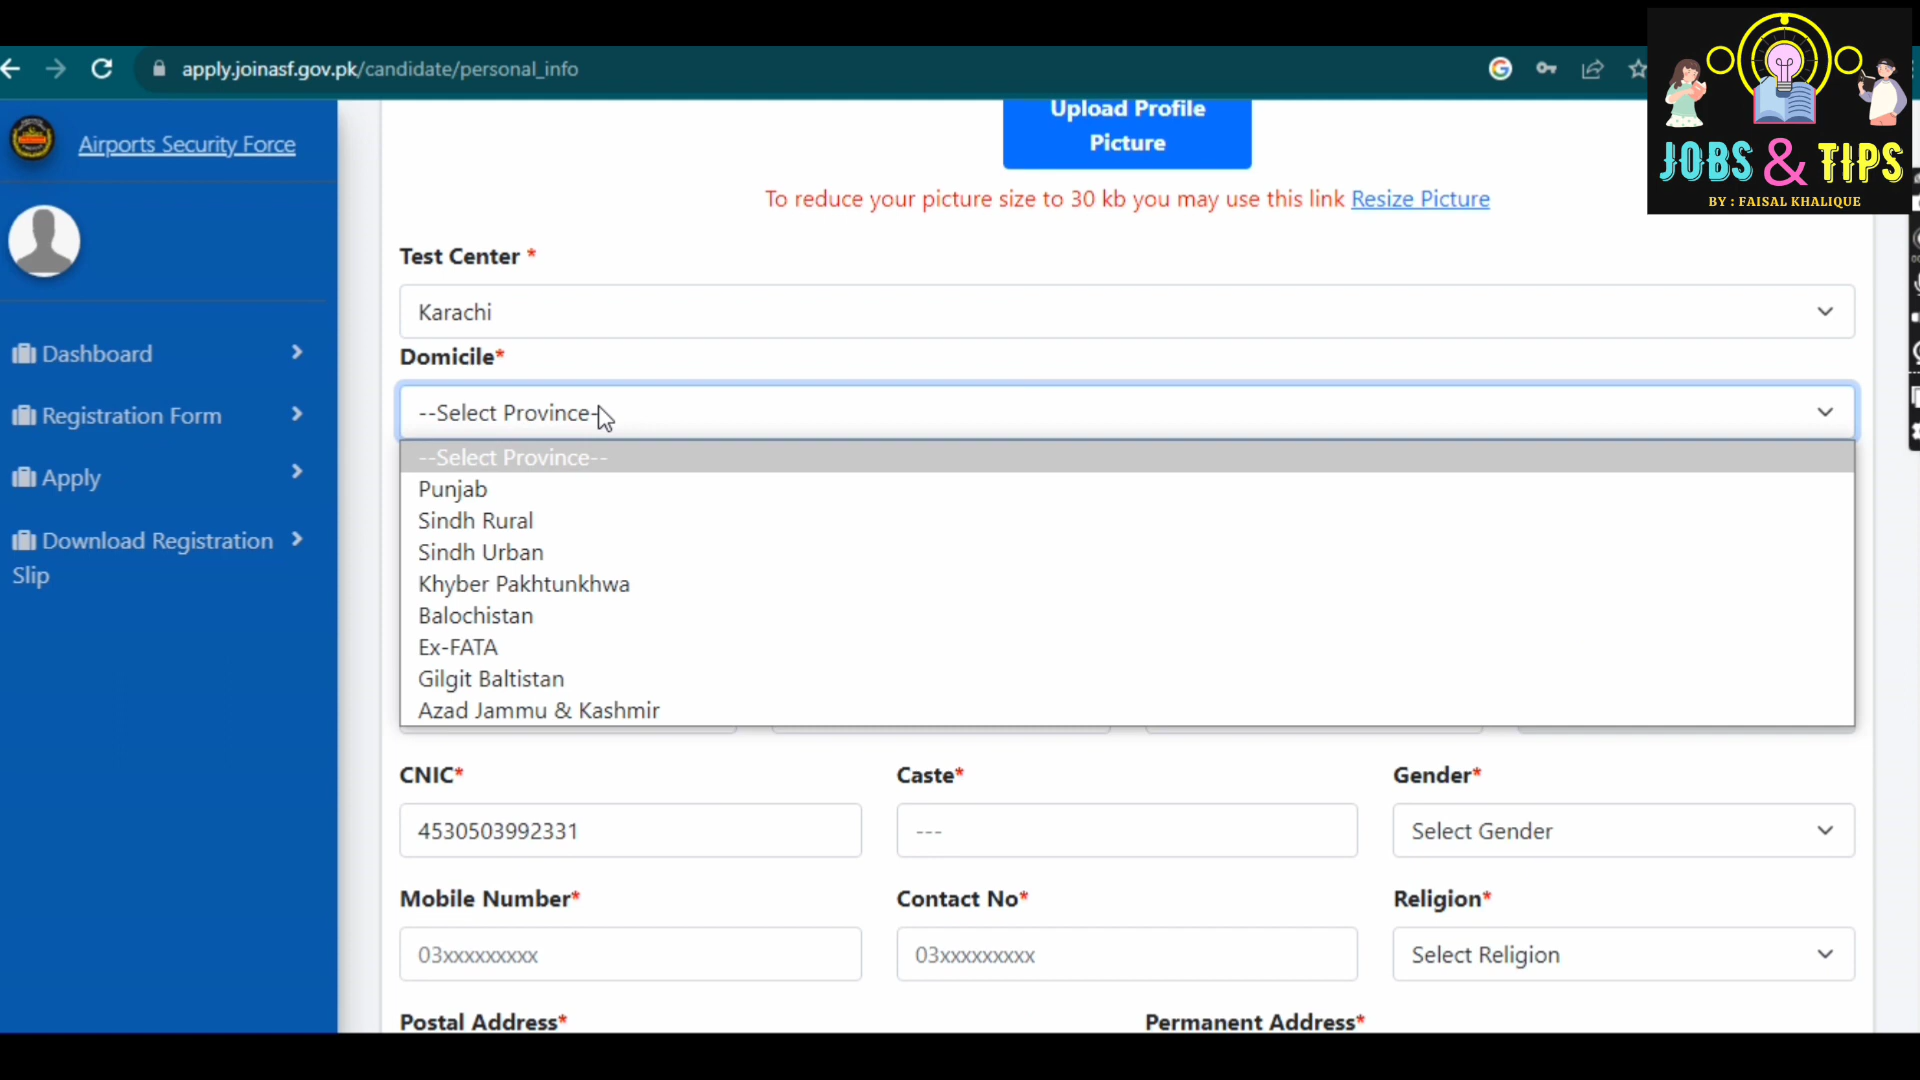 apply.joinasf.gov.pk/candidate/personal_info
JOBS & TIPS
BY : FAISAL KHALIQUE
Airports Security Force
Dashboard
Registration Form
Apply
Download Registration
Slip
Upload Profile
Picture
To reduce your picture size to 30 kb you may use this link Resize Picture
Test Center *
Karachi
Domicile*
--Select Province-
--Select Province--
Punjab
Sindh Rural
Sindh Urban
Khyber Pakhtunkhwa
Balochistan
Ex-FATA
Gilgit Baltistan
Azad Jammu & Kashmir
CNIC* Caste* Gender*
4530503992331 --- Select Gender
Mobile Number* Contact No* Religion*
03xxxxxxxxx 03xxxxxxxxx Select Religion
Postal Address* Permanent Address*